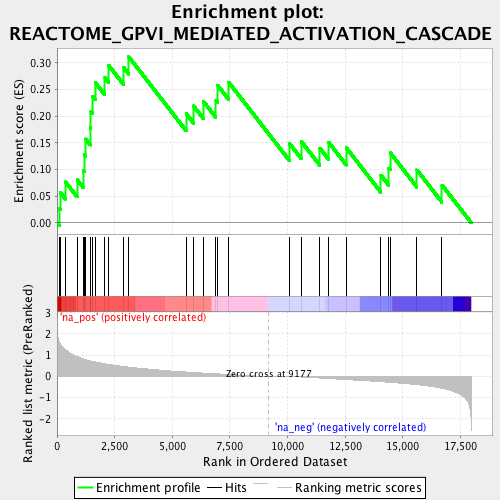 Enrichment plot:
REACTOME_GPVI_MEDIATED_ACTIVATION_CASCADE
Enrichment score (ES)
0.30
0.25
0.20
0.15
0.10
0.05
0.00
'na_pos' (positively correlated)
Ranked list metric (PreRanked)
3
2
1
0
-1
-2
Zero cross at 9177
'na_neg' (negatively correlated)
0 2,500 5,000 7,500 10,000 12,500 15,000 17,500
Rank in Ordered Dataset
Enrichment profile Hits Ranking metric scores